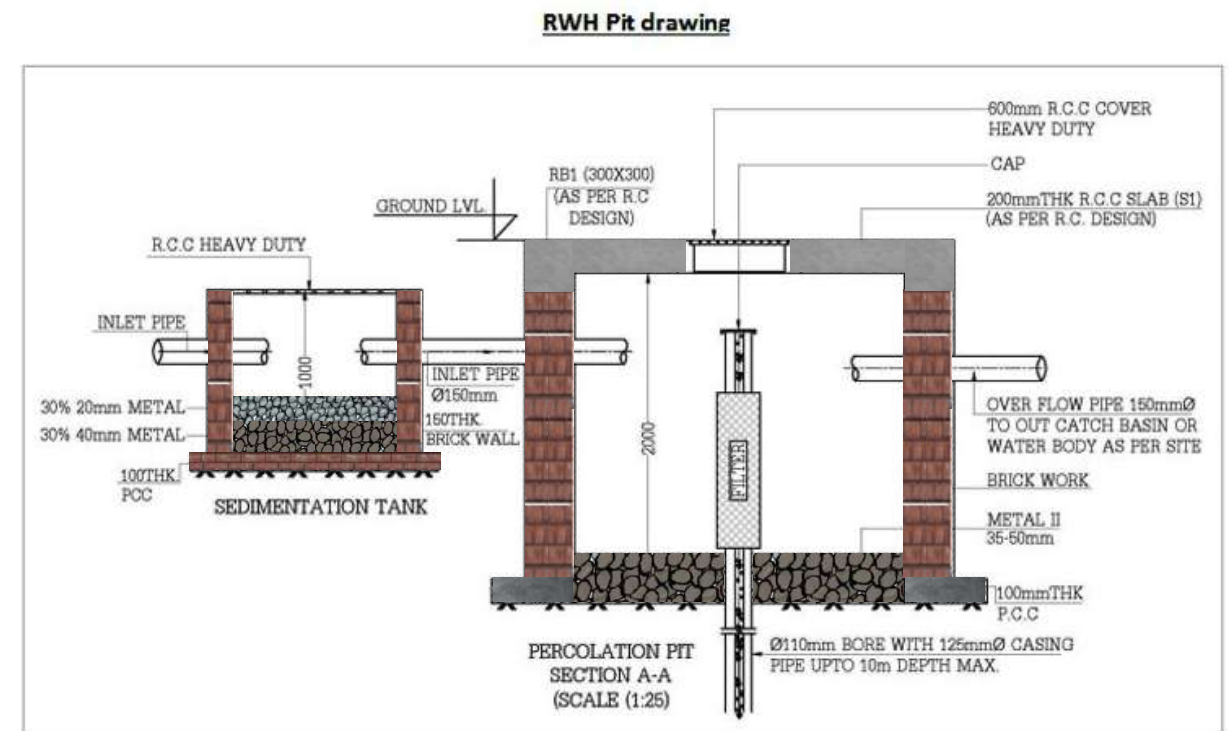 RWH Pit drawing
600mm R.C.C COVER
HEAVY DUTY
CAP
RB1 (300X300)
(AS PER R.C
DESIGN)
200mmTHK R.C.C SLAB (S1)
(AS PER R.C. DESIGN)
GROUND LVL.
R.C.C HEAVY DUTY
INLET PIPE
1000
INLET PIPE
Ø150mm
30% 20mm METAL
30% 40mm METAL
150THK.
BRICK WALL
100THK
PCC
SEDIMENTATION TANK
2000
FILTER
OVER FLOW PIPE 150mmØ
TO OUT CATCH BASIN OR
WATER BODY AS PER SITE
BRICK WORK
METAL II
35-50mm
100mmTHK
P.C.C
PERCOLATION PIT
SECTION A-A
(SCALE (1:25)
Ø110mm BORE WITH 125mmØ CASING
PIPE UPTO 10m DEPTH MAX.